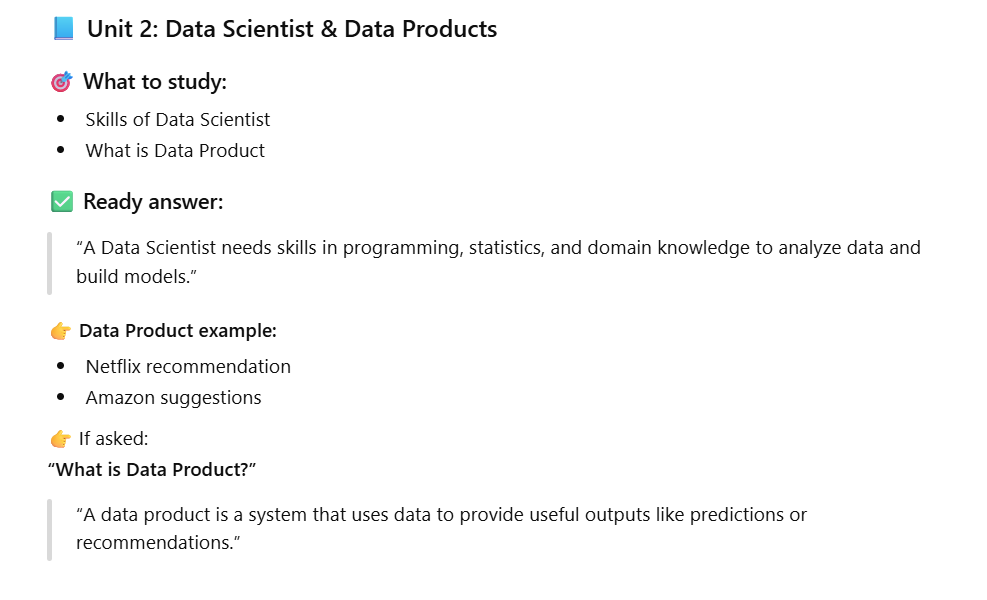 Unit 2: Data Scientist & Data Products
What to study:
Skills of Data Scientist
What is Data Product
Ready answer:
“A Data Scientist needs skills in programming, statistics, and domain knowledge to analyze data and
build models.”
Data Product example:
Netflix recommendation
Amazon suggestions
If asked:
“What is Data Product?”
“A data product is a system that uses data to provide useful outputs like predictions or
recommendations.”